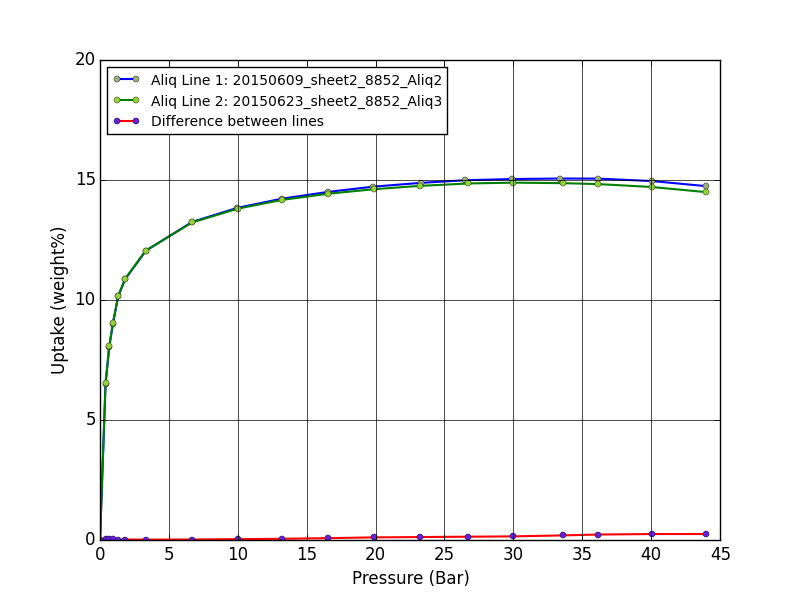 Aliq Line 1: 20150609_sheet2_8852_Aliq2
Aliq Line 2: 20150623_sheet2_8852_Aliq3
Difference between lines
20
15
10
5
0
Uptake (weight%)
0 5 10 15 20 25 30 35 40 45
Pressure (Bar)